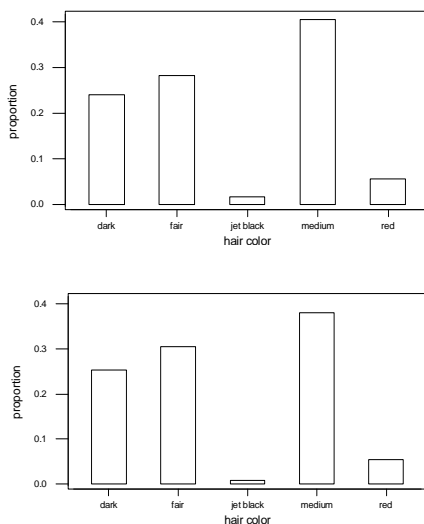 0.4
0.3
0.2
0.1
0.0
proportion
dark fair jet black medium red
hair color
0.4
0.3
0.2
0.1
0.0
proportion
dark fair jet black medium red
hair color